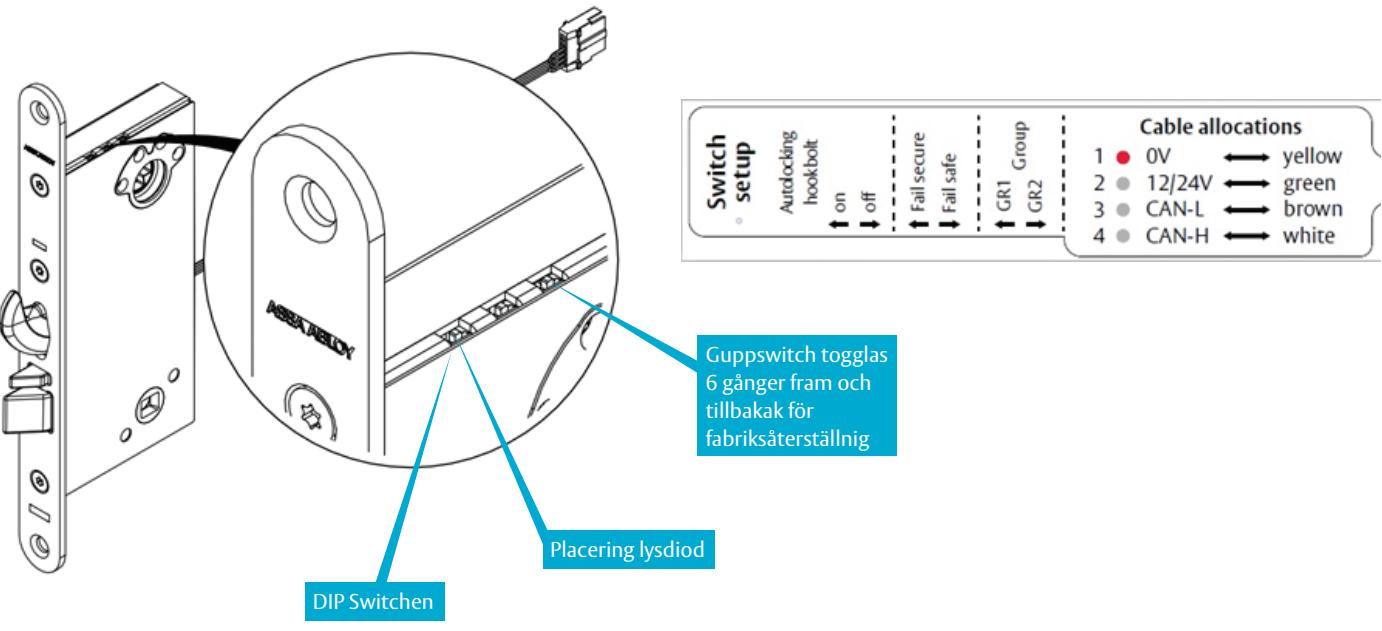 ASSA ABLOY
Switch
setup
Autolocking
hookbolt
on
off
Fail secure
Fail safe
GR1
GR2
Group
Cable allocations
1 0V yellow
2 12/24V green
3 CAN-L brown
4 CAN-H white
Guppswitch togglas
6 gånger fram och
tillbakak för
fabriksåterställnig
Placering lysdiod
DIP Switchen